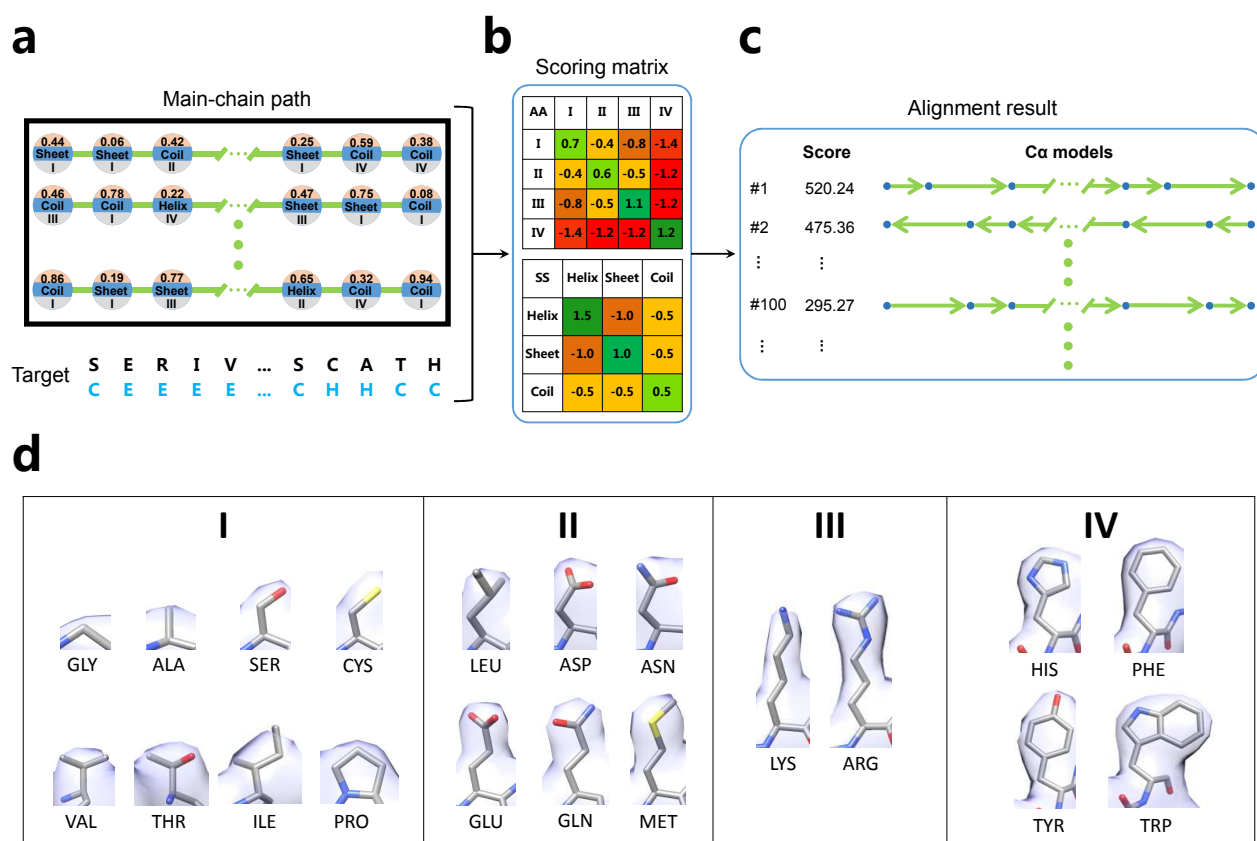 a
Main-chain path
0.44 0.06 0.42 0.25 0.59 0.38
Sheet Sheet Coil ... Sheet Coil Coil
I I II I IV IV
0.46 0.78 0.22 0.47 0.75 0.08
Coil Coil Helix ... Sheet Sheet Coil
III I IV III I I
0.86 0.19 0.77 0.65 0.32 0.94
Coil Sheet Sheet ... Helix Coil Coil
I I III II IV I
Target
S E R I V ... S C A T H
C E E E E ... C H H C C
b
Scoring matrix
AA I II III IV
I 0.7 -0.4 -0.8 -1.4
II -0.4 0.6 -0.5 -1.2
III -0.8 -0.5 1.1 -1.2
IV -1.4 -1.2 -1.2 1.2
SS Helix Sheet Coil
Helix 1.5 -1.0 -0.5
Sheet -1.0 1.0 -0.5
Coil -0.5 -0.5 0.5
c
Alignment result
Score Cα models
#1 520.24
#2 475.36
⋮ ⋮
#100 295.27
⋮ ⋮
d
I
GLY ALA SER CYS
VAL THR ILE PRO
II
LEU ASP ASN
GLU GLN MET
III
LYS ARG
IV
HIS PHE
TYR TRP